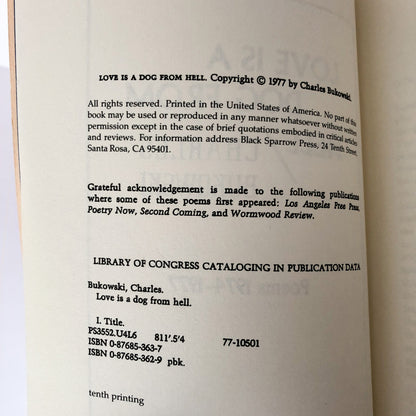 LOVE IS A DOG FROM HELL. Copyright © 1977 by Charles Bukowski.
All rights reserved. Printed in the United States of America. No part of this
book may be used or reproduced in any manner whatsoever without written
permission except in the case of brief quotations embodied in critical articles
and reviews. For information address Black Sparrow Press, 24 Tenth Street,
Santa Rosa, CA 95401.
Grateful acknowledgement is made to the following publications
where some of these poems first appeared: Los Angeles Free Press,
Poetry Now, Second Coming, and Wormwood Review.
LIBRARY OF CONGRESS CATALOGING IN PUBLICATION DATA
Bukowski, Charles.
Love is a dog from hell.
I. Title.
PS3552.U4L6 811'.5'4 77-10501
ISBN 0-87685-363-7
ISBN 0-87685-362-9 pbk.
tenth printing